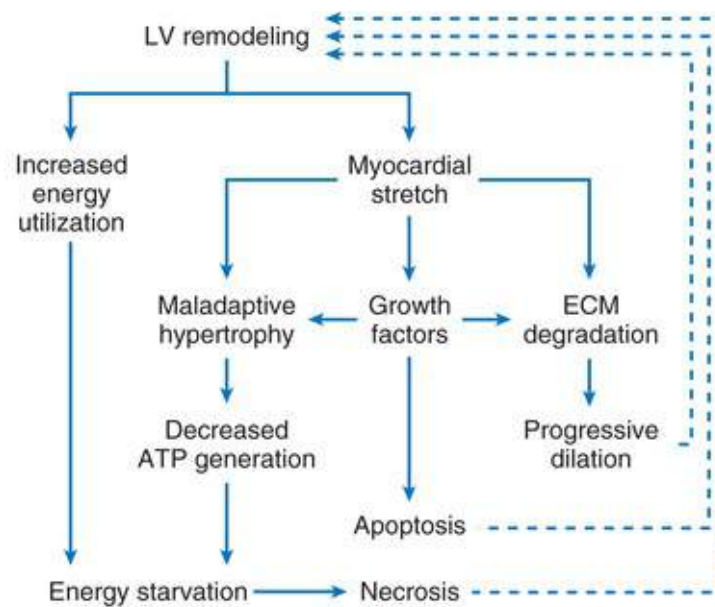 LV remodeling
Increased
energy
utilization
Myocardial
stretch
Maladaptive
hypertrophy
Growth
factors
ECM
degradation
Decreased
ATP generation
Progressive
dilation
Apoptosis
Energy starvation
Necrosis